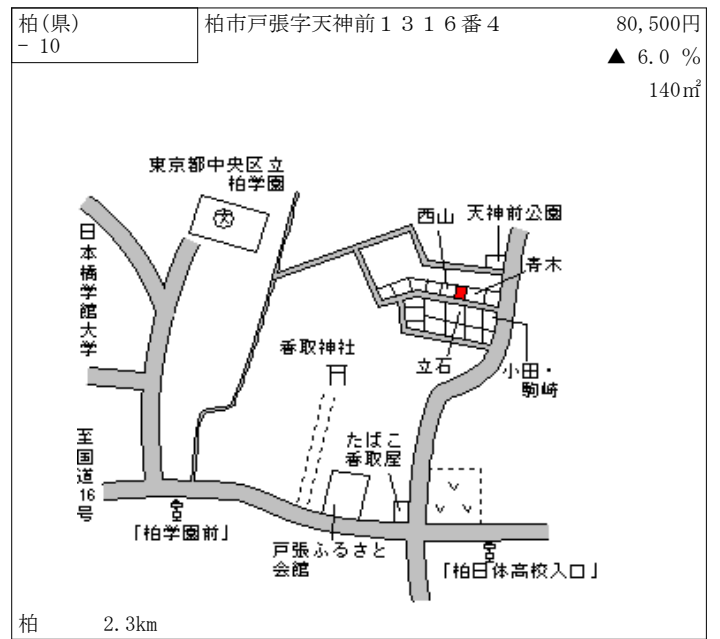 柏(県)
- 10
柏市戸張字天神前１３１６番４
80,500円
▲ 6.0 %
140㎡
東京都中央区立
柏学園
西山
天神前公園
青木
日本橋学館大学
香取神社
立石
小田・
駒崎
至国道16号
たばこ
香取屋
「柏学園前」
戸張ふるさと
会館
「柏日体高校入口」
柏 2.3km